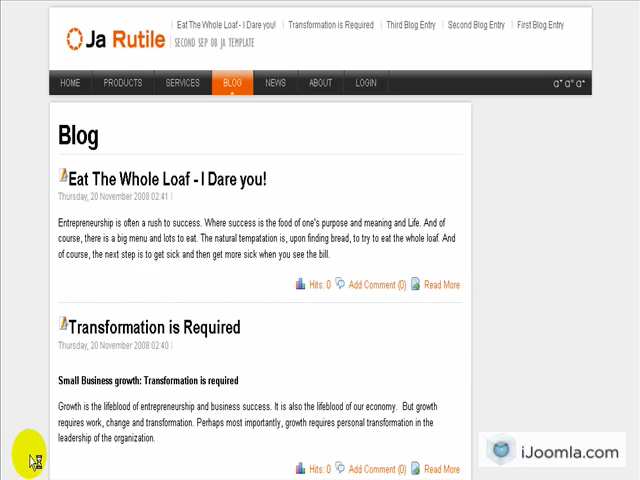 Eat The Whole Loaf - I Dare you! Transformation is Required Third Blog Entry Second Blog Entry First Blog Entry
Ja Rutile SECOND SEP 08 JA TEMPLATE
HOME PRODUCTS SERVICES BLOG NEWS ABOUT LOGIN
Blog
Eat The Whole Loaf - I Dare you!
Thursday, 20 November 2008 02:41
Entrepreneurship is often a rush to success. Where success is the food of one's purpose and meaning and Life. And of
course, there is a big menu and lots to eat. The natural tempatation is, upon finding bread, to try to eat the whole loaf. And
of course, the next step is to get sick and then get more sick when you see the bill.
Hits: 0 Add Comment (0) Read More
Transformation is Required
Thursday, 20 November 2008 02:40
Small Business growth: Transformation is required
Growth is the lifeblood of entrepreneurship and business success. It is also the lifeblood of our economy. But growth
requires work, change and transformation. Perhaps most importantly, growth requires personal transformation in the
leadership of the organization.
Hits: 0 Add Comment (0) Read More
iJoomla.com